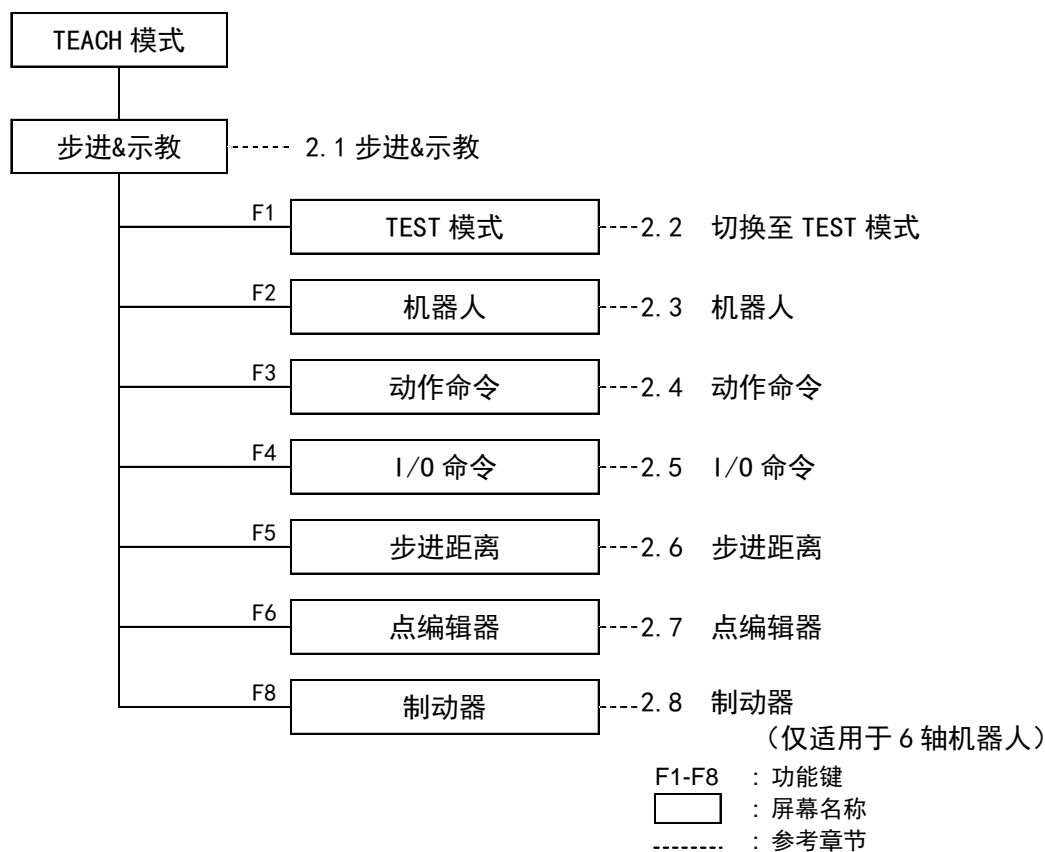 TEACH 模式
步进&示教 2.1 步进&示教
F1 TEST 模式 2.2 切换至 TEST 模式
F2 机器人 2.3 机器人
F3 动作命令 2.4 动作命令
F4 I/O 命令 2.5 I/O 命令
F5 步进距离 2.6 步进距离
F6 点编辑器 2.7 点编辑器
F8 制动器 2.8 制动器
（仅适用于 6 轴机器人）
F1-F8 : 功能键
: 屏幕名称
: 参考章节